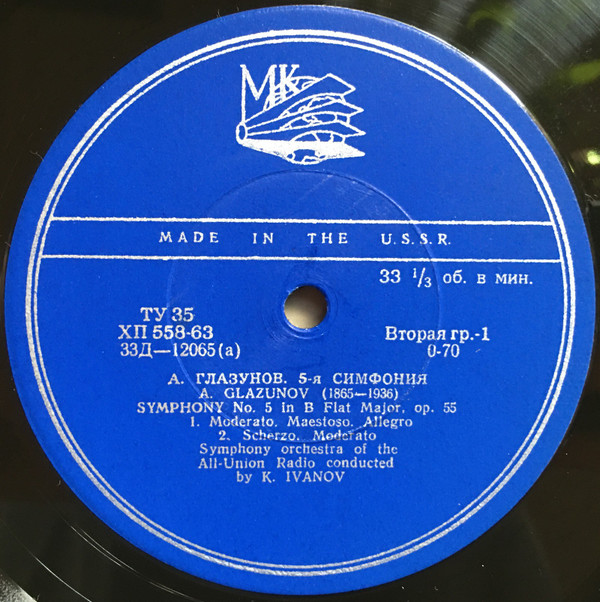 МК
MADE IN THE U.S.S.R.
33 1/3 об. в мин.
ТУ 35
ХП 558-63
33Д—12065(а)
Вторая гр.-1
0-70
А. ГЛАЗУНОВ. 5-я СИМФОНИЯ
A. GLAZUNOV (1865—1936)
SYMPHONY No. 5 in B Flat Major, op. 55
1. Moderato. Maestoso. Allegro
2. Scherzo. Moderato
Symphony orchestra of the
All-Union Radio conducted
by K. IVANOV